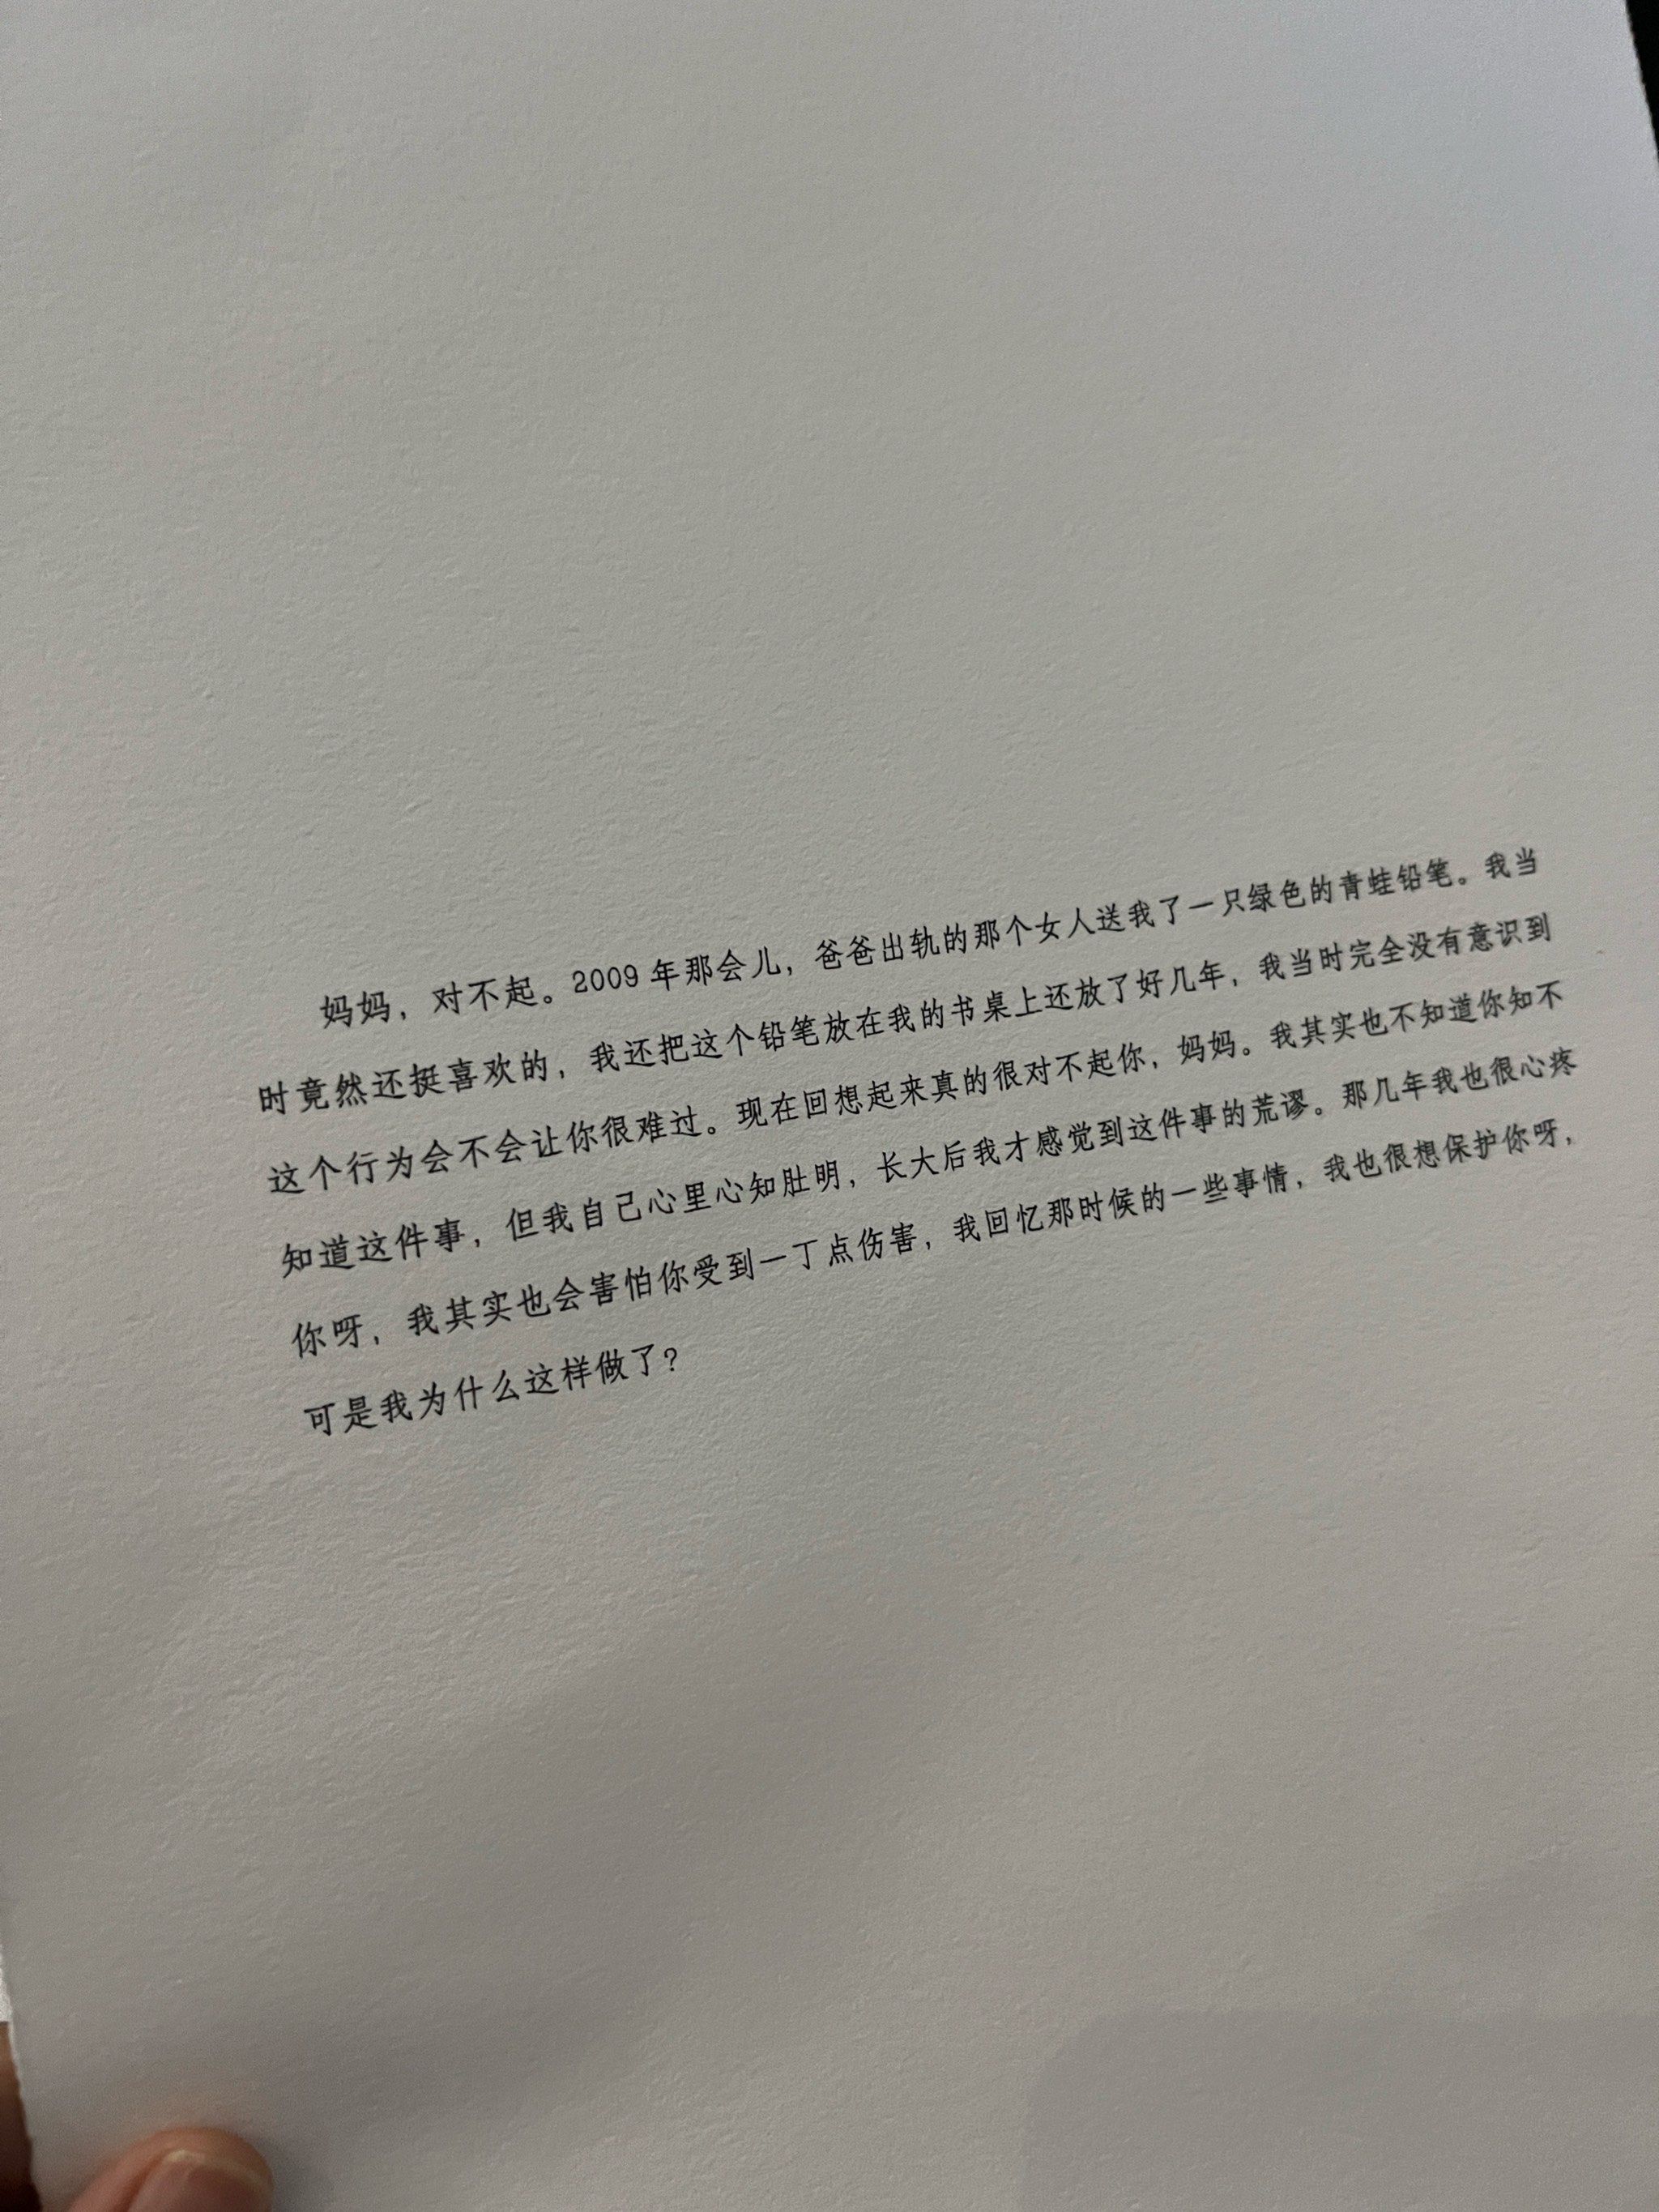 妈妈，对不起。2009年那会儿，爸爸出轨的那个女人送我了一只绿色的青蛙铅笔。我当
时竟然还挺喜欢的，我还把这个铅笔放在我的书桌上还放了好几年，我当时完全没有意识到
这个行为会不会让你很难过。现在回想起来真的很对不起你，妈妈。我其实也不知道你知不
知道这件事，但我自己心里心知肚明，长大后我才感觉到这件事的荒谬。那几年我也很心疼
你呀，我其实也会害怕你受到一丁点伤害，我回忆那时候的一些事情，我也很想保护你呀，
可是我为什么这样做了？